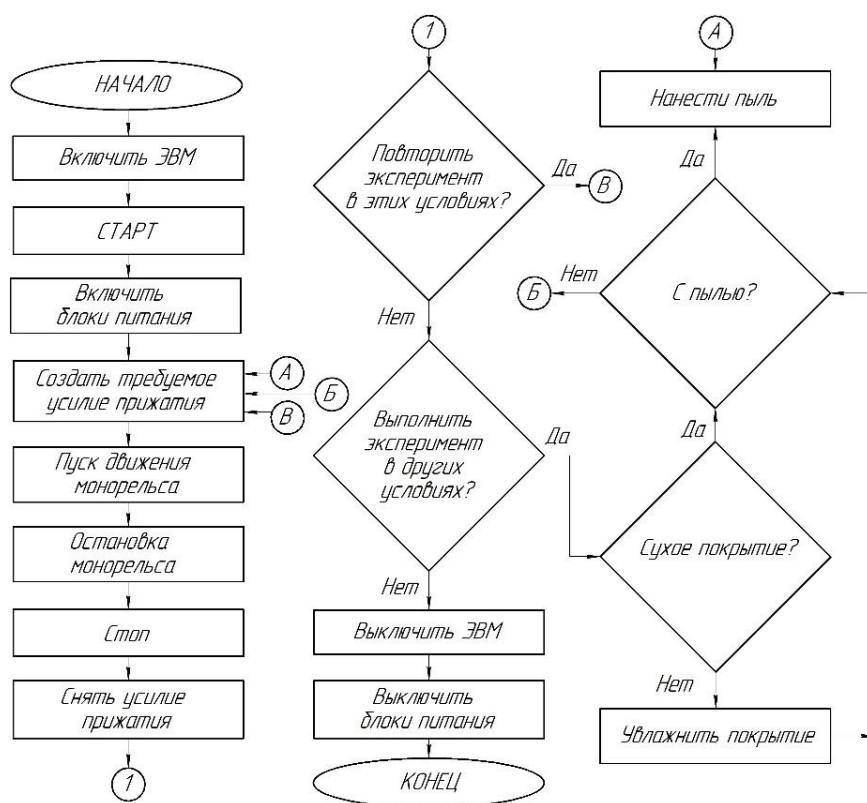 НАЧАЛО
Включить ЭВМ
СТАРТ
Включить
блоки питания
Создать требуемое
усилие прижатия
А
Б
В
Пуск движения
монорельса
Остановка
монорельса
Стоп
Снять усилие
прижатия
1
1
Повторить
эксперимент
в этих условиях?
Да
В
Нет
Выполнить
эксперимент
в других
условиях?
Да
Нет
Выключить ЭВМ
Выключить
блоки питания
КОНЕЦ
А
Нанести пыль
Да
С пылью?
Нет
Б
Да
Сухое покрытие?
Нет
Увлажнить покрытие